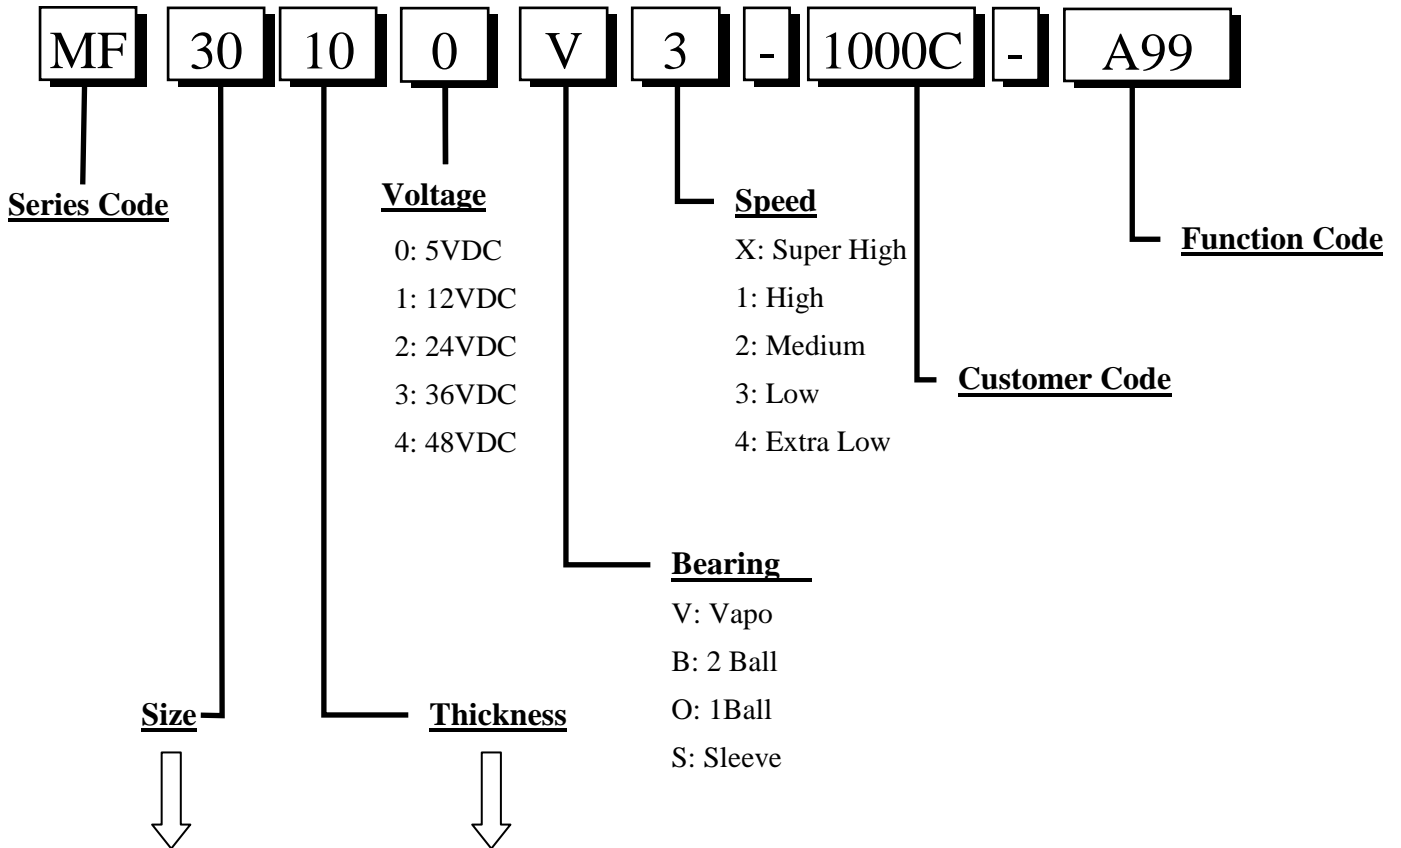 MF 30 10 0 V 3 - 1000C - A99
Series Code
Voltage
0: 5VDC
1: 12VDC
2: 24VDC
3: 36VDC
4: 48VDC
Speed
X: Super High
1: High
2: Medium
3: Low
4: Extra Low
Function Code
Customer Code
Bearing
V: Vapo
B: 2 Ball
O: 1Ball
S: Sleeve
Size
Thickness